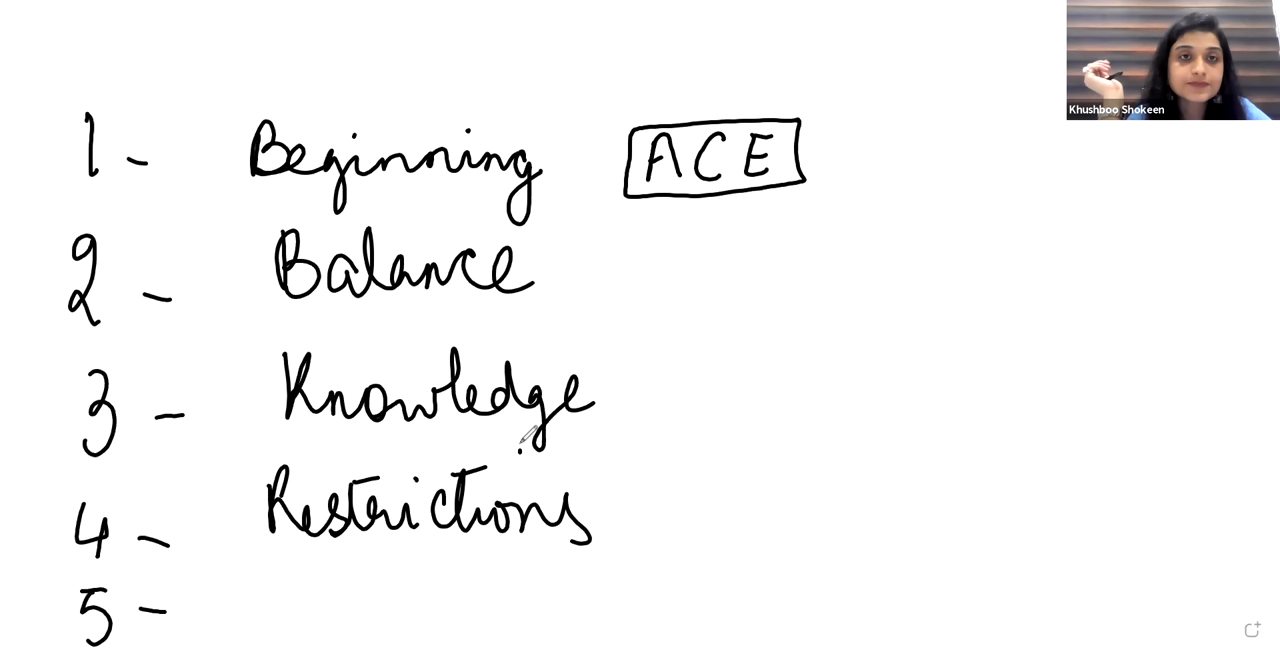 1 - Beginning ACE
2 - Balance
3 - Knowledge
4 - Restrictions
5 -
Khushboo Shokeen